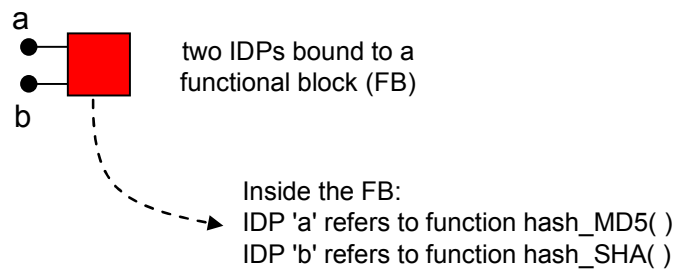 a
b
two IDPs bound to a
functional block (FB)
Inside the FB:
IDP 'a' refers to function hash_MD5( )
IDP 'b' refers to function hash_SHA( )